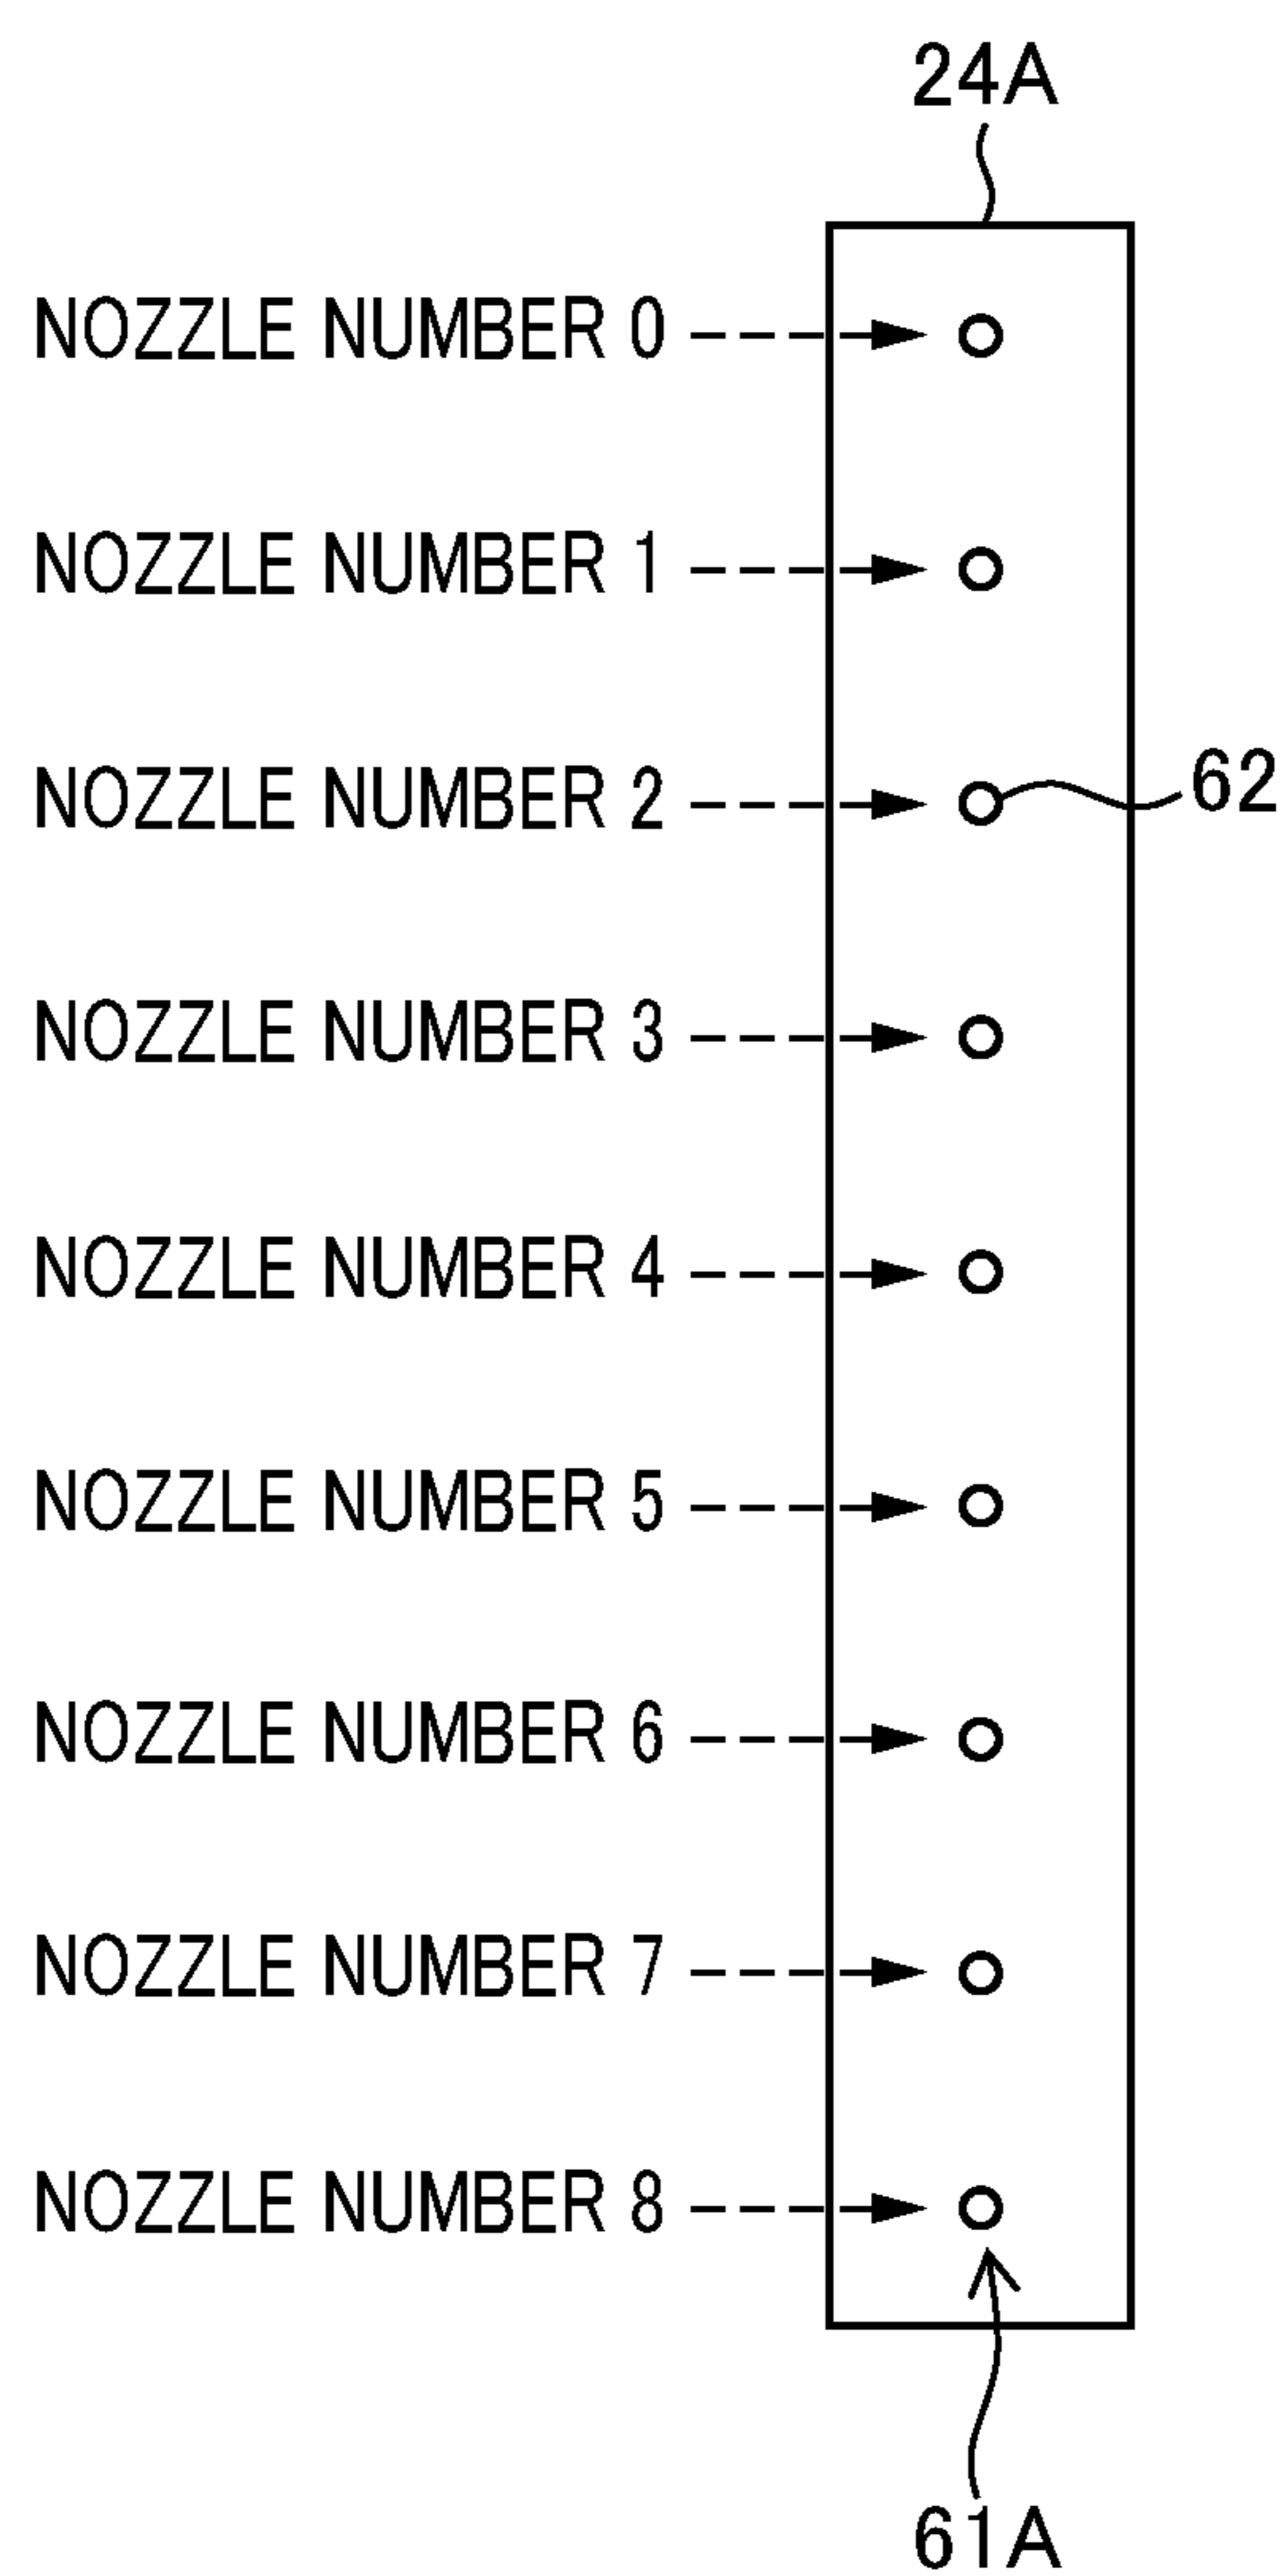 24A
NOZZLE NUMBER 0
NOZZLE NUMBER 1
NOZZLE NUMBER 2
62
NOZZLE NUMBER 3
NOZZLE NUMBER 4
NOZZLE NUMBER 5
NOZZLE NUMBER 6
NOZZLE NUMBER 7
NOZZLE NUMBER 8
61A